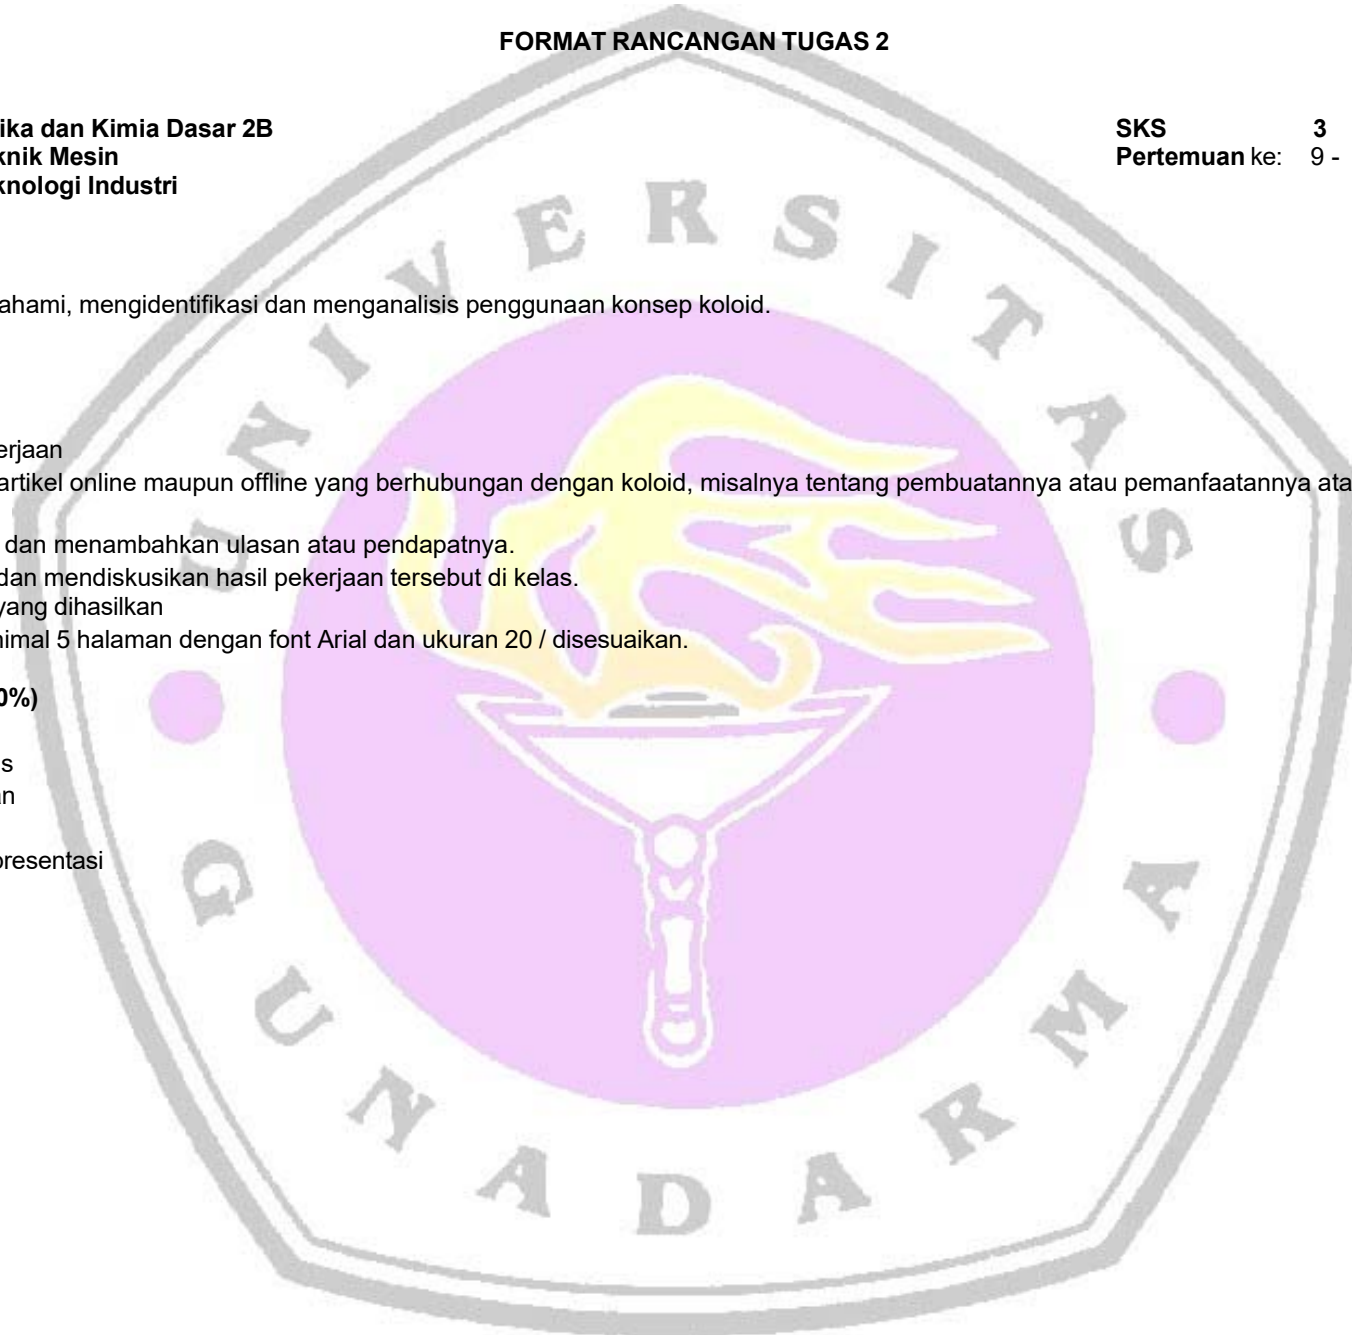 FORMAT RANCANGAN TUGAS 2
ika dan Kimia Dasar 2B
SKS 3
knik Mesin
Pertemuan ke: 9 -
knologi Industri
ahami, mengidentifikasi dan menganalisis penggunaan konsep koloid.
erjaan
artikel online maupun offline yang berhubungan dengan koloid, misalnya tentang pembuatannya atau pemanfaatannya ata
dan menambahkan ulasan atau pendapatnya.
dan mendiskusikan hasil pekerjaan tersebut di kelas.
yang dihasilkan
nimal 5 halaman dengan font Arial dan ukuran 20 / disesuaikan.
0%)
s
an
presentasi
UNIVERSITAS
GUNADARMA